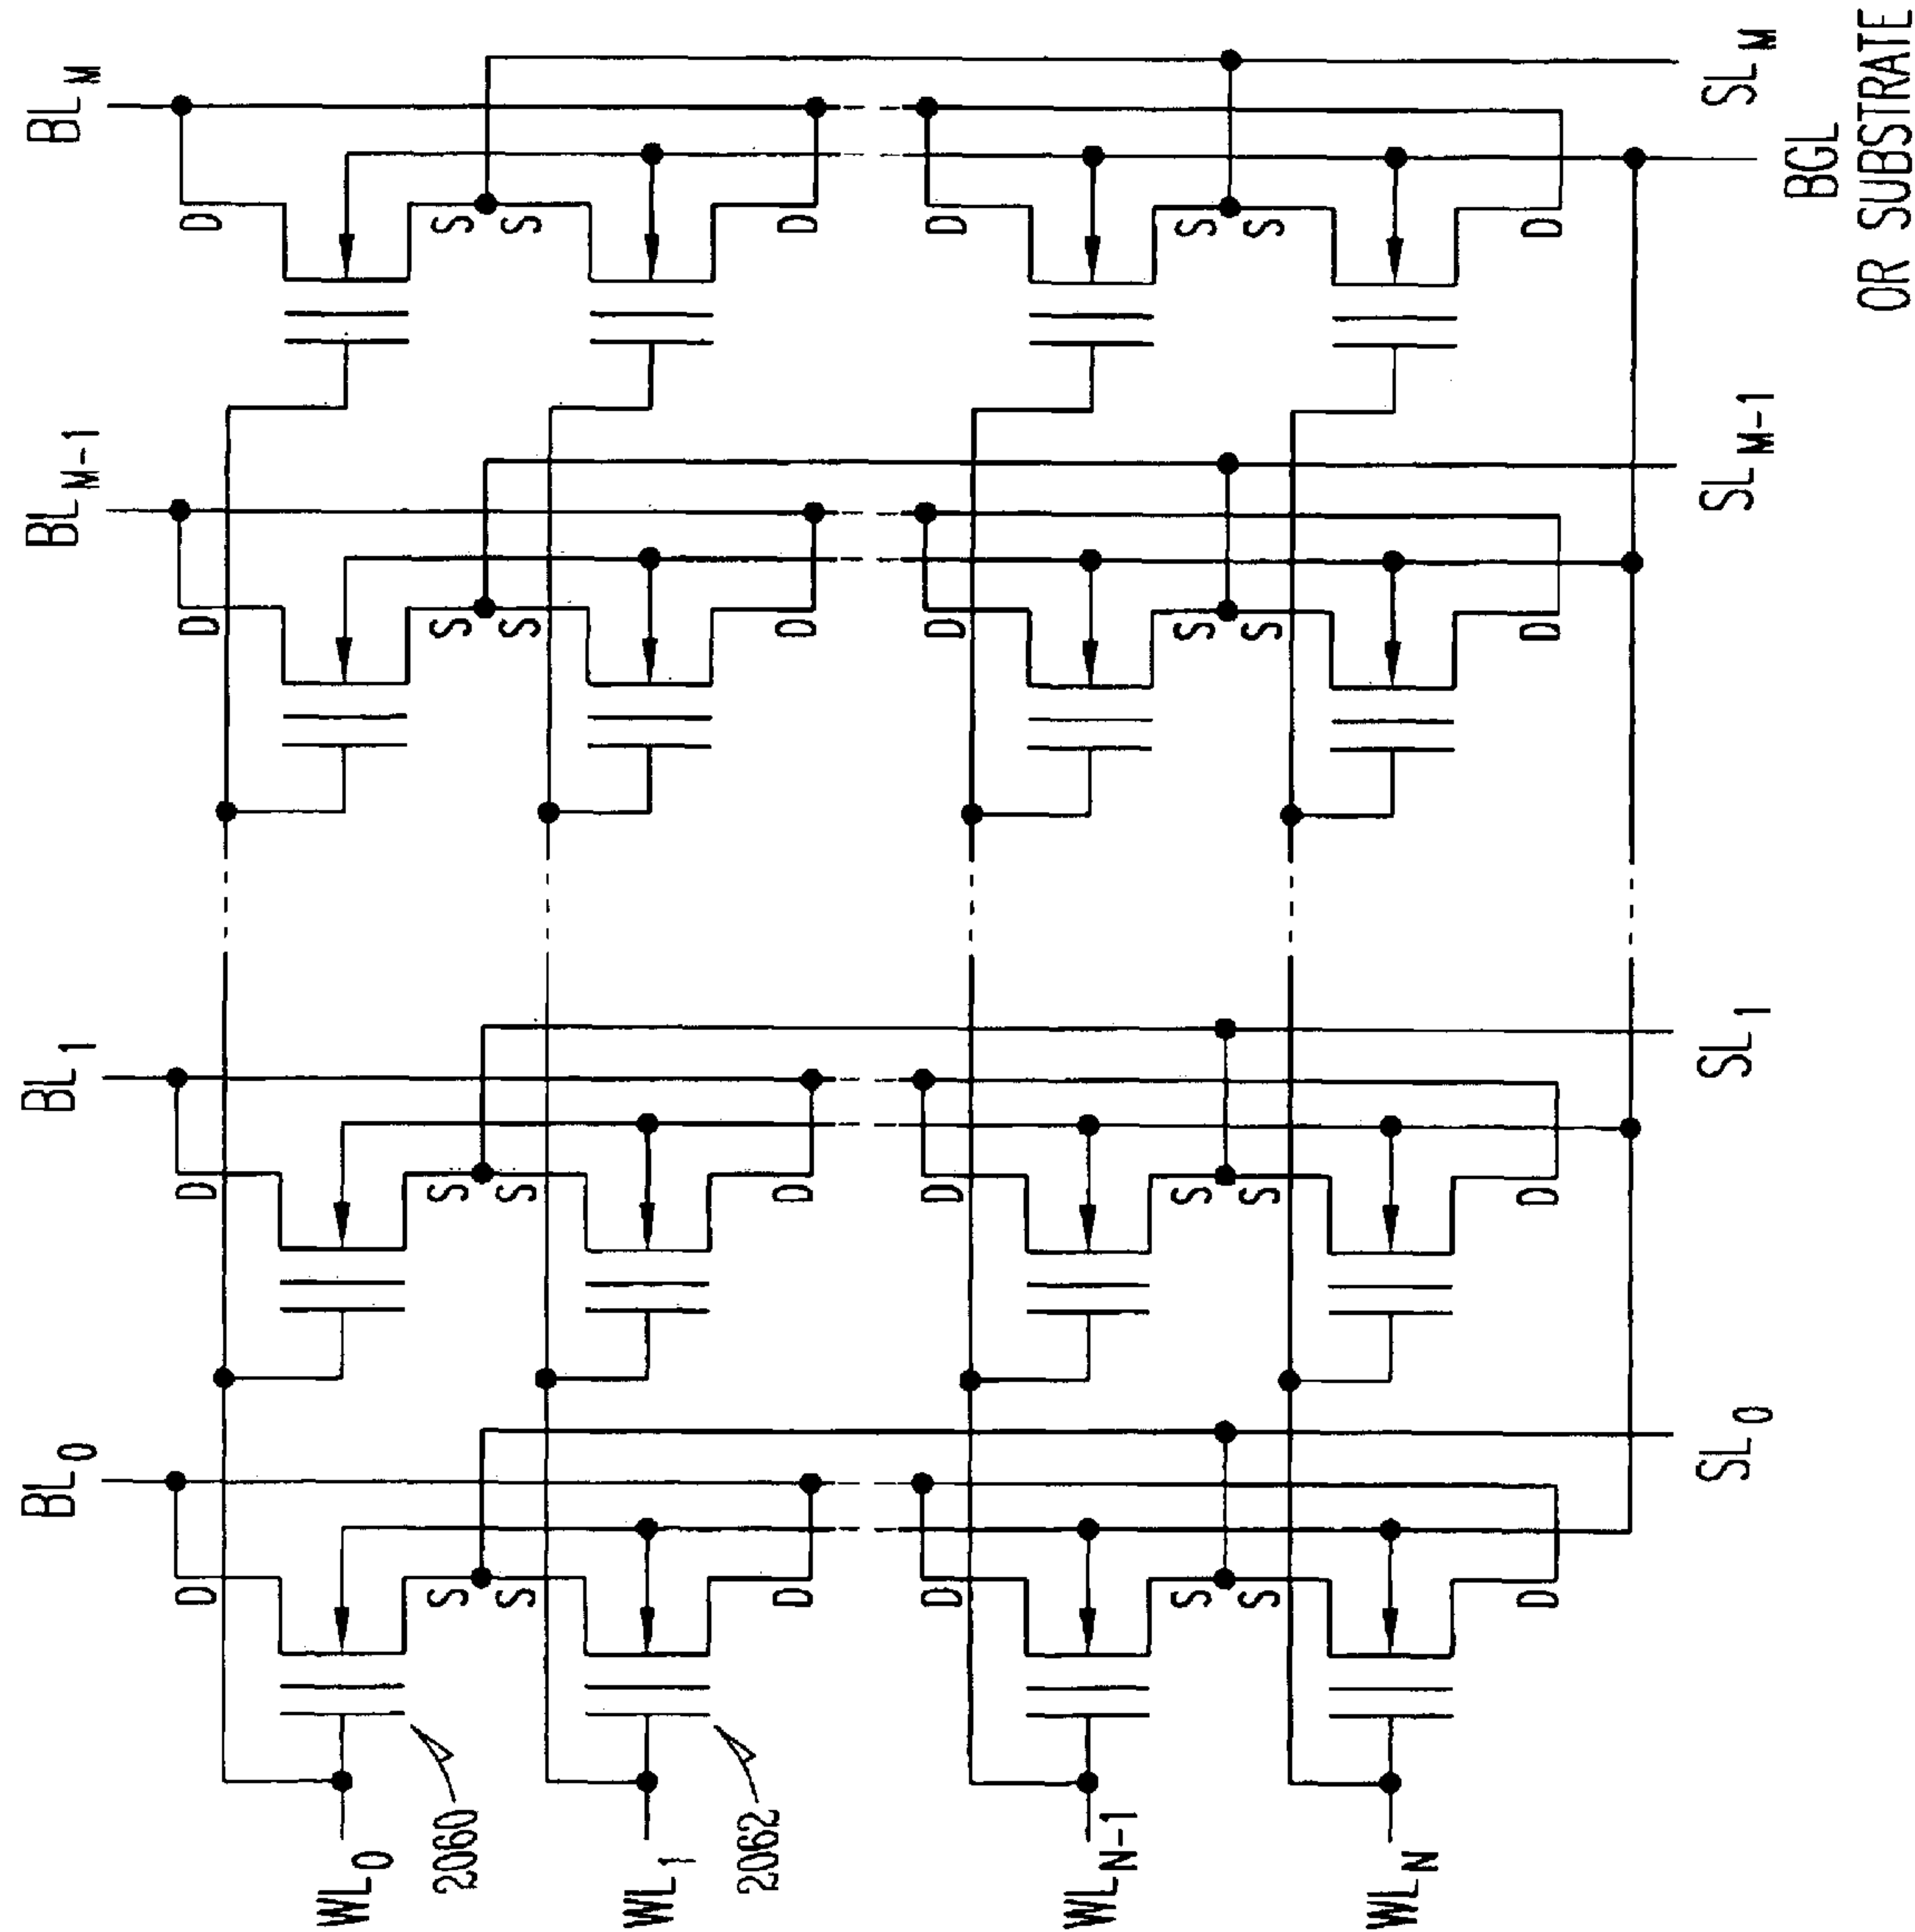 BL0 BL1 BLM-1 BLM
D D D D
WL0
2060 S S S S
S S S S
WL1
2062 D D D D
D D D D
WLN-1
S S S S
S S S S
WLN
D D D D
SL0 SL1 SLM-1 SLM
BGL
OR SUBSTRATE